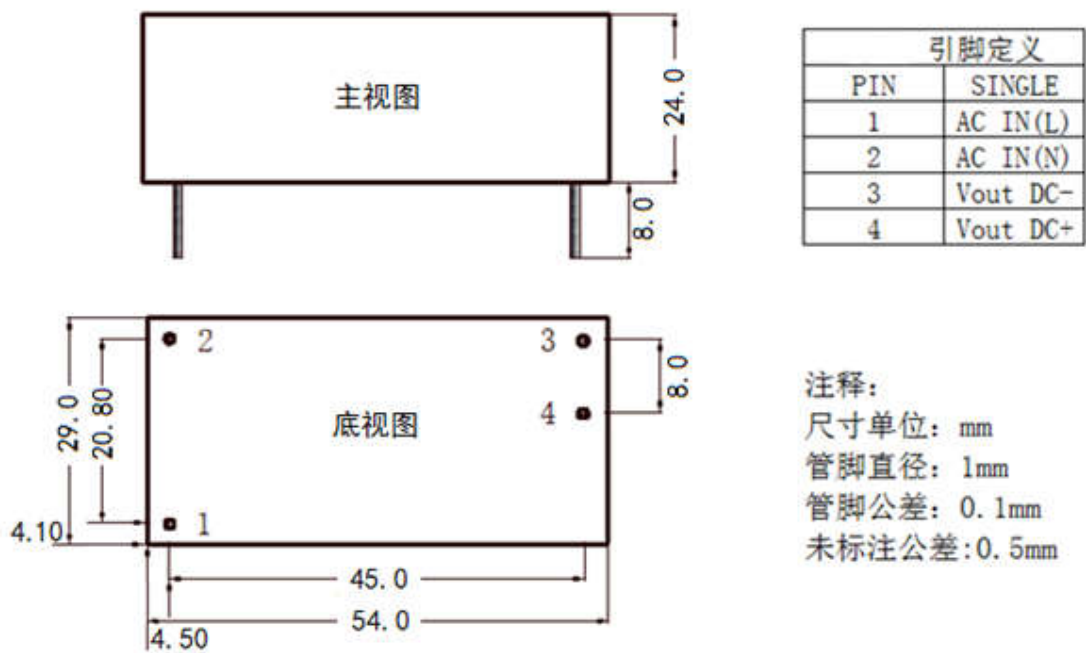 主视图
24.0
8.0
引脚定义
PIN SINGLE
1 AC IN(L)
2 AC IN(N)
3 Vout DC-
4 Vout DC+
2
3
4
1
底视图
29.0
20.80
8.0
4.10
45.0
54.0
4.50
注释：
尺寸单位：mm
管脚直径：1mm
管脚公差：0.1mm
未标注公差:0.5mm